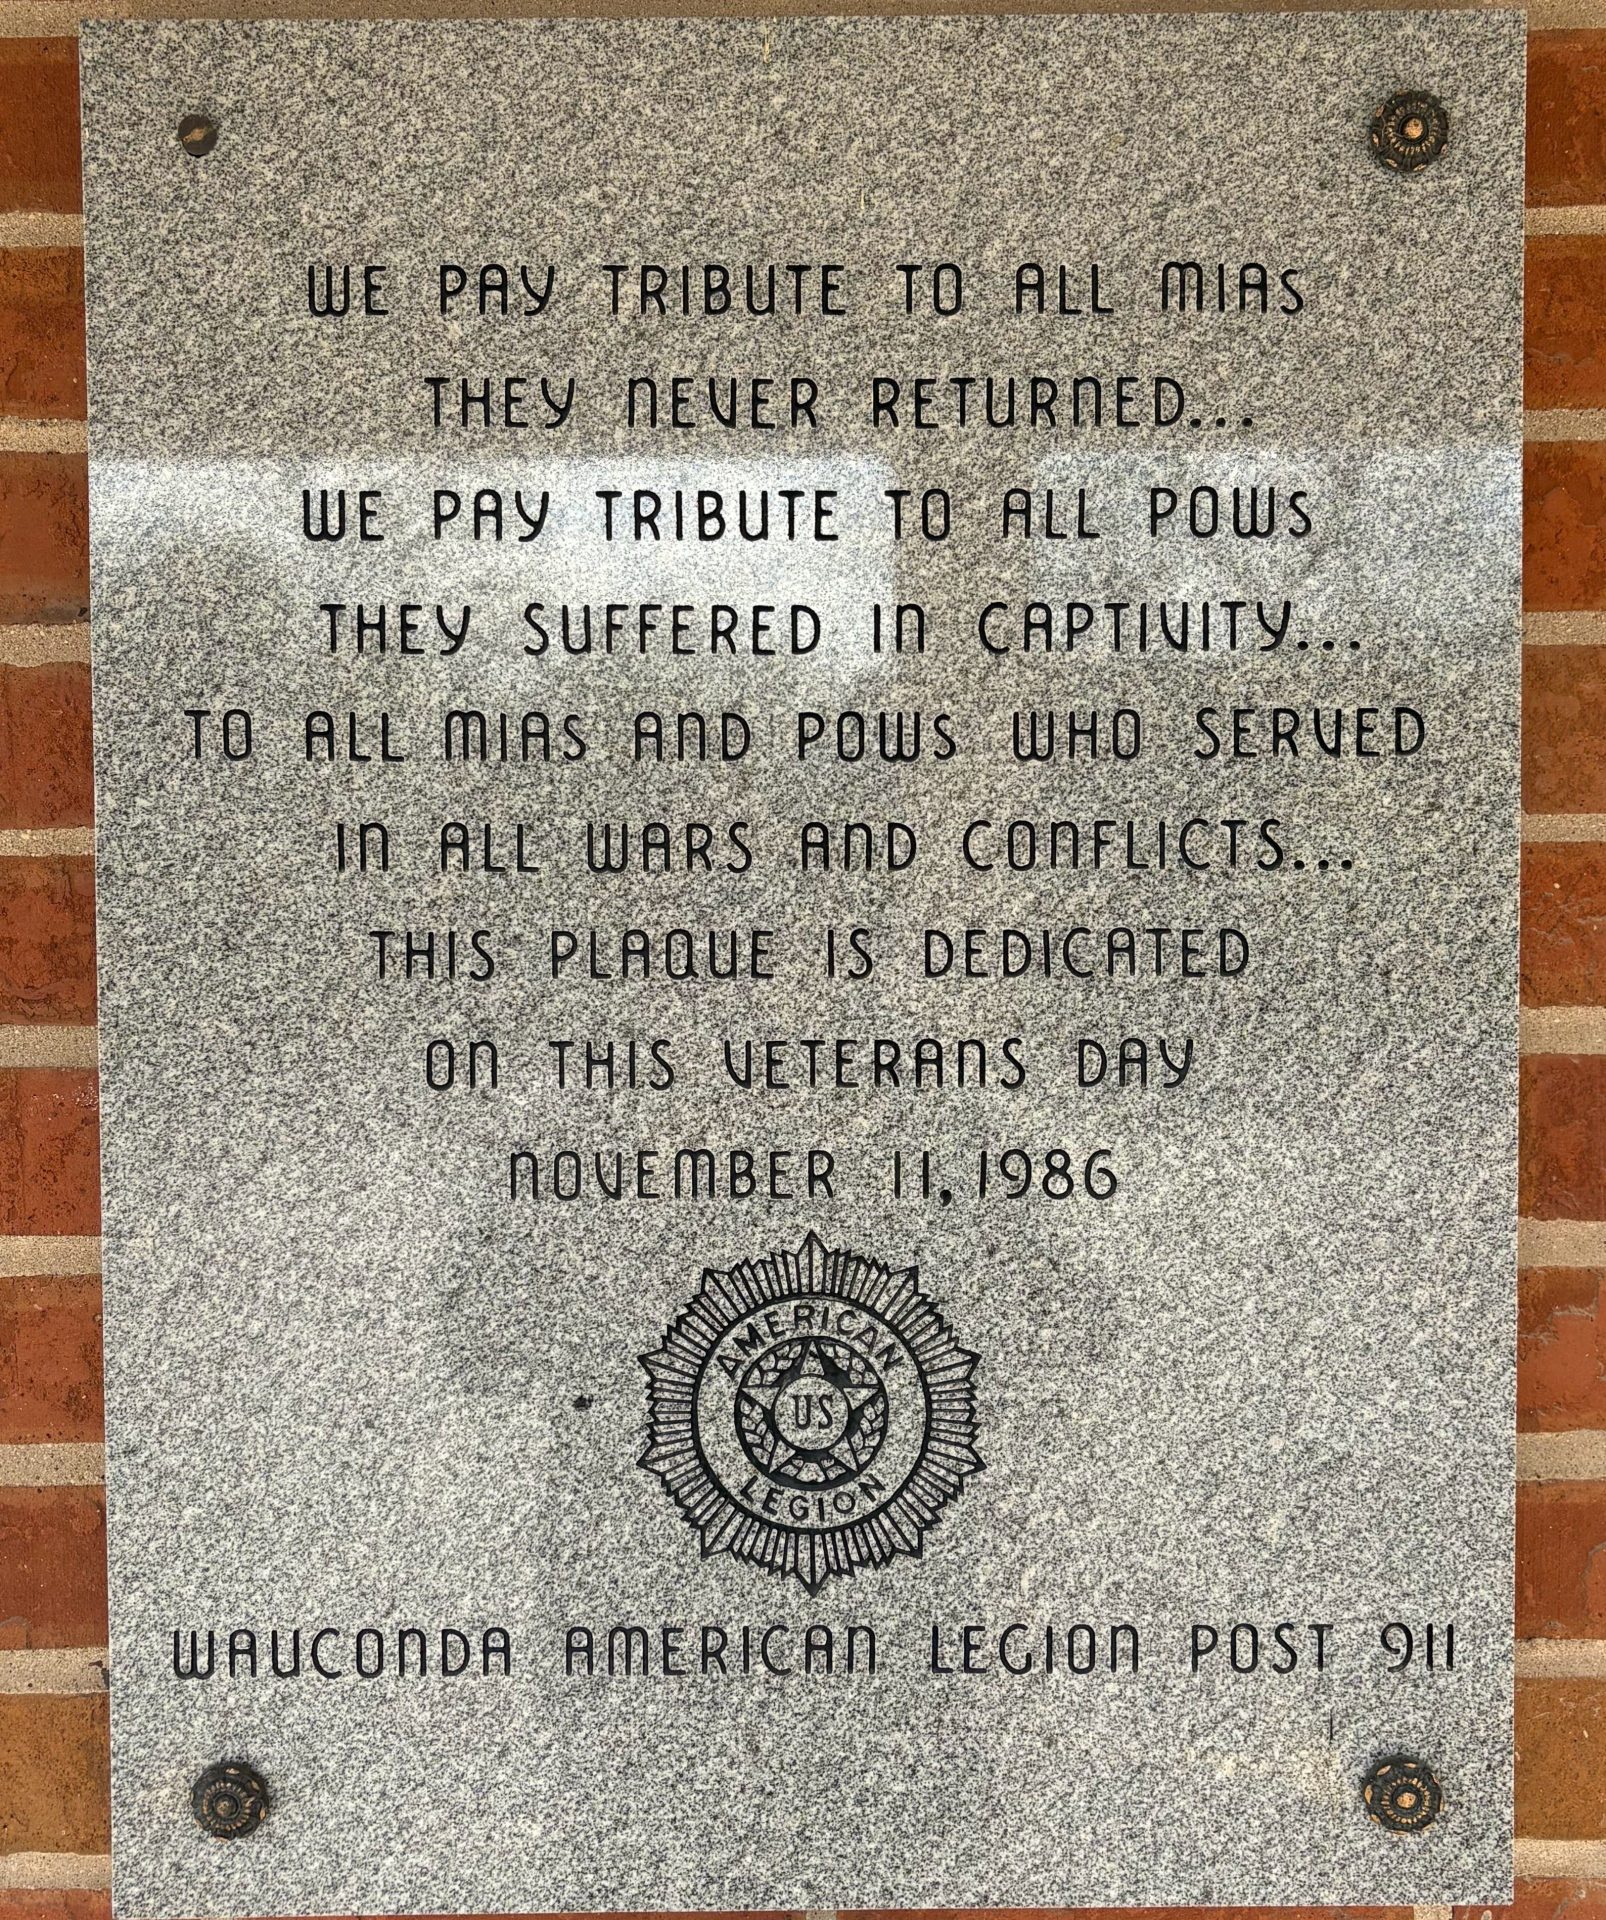 WE PAY TRIBUTE TO ALL MIAs
THEY NEVER RETURNED...
WE PAY TRIBUTE TO ALL POWs
THEY SUFFERED IN CAPTIVITY...
TO ALL MIAs AND POWs WHO SERVED
IN ALL WARS AND CONFLICTS...
THIS PLAQUE IS DEDICATED
ON THIS VETERANS DAY
NOVEMBER 11, 1986
AMERICAN
US
LEGION
WAUCONDA AMERICAN LEGION POST 911